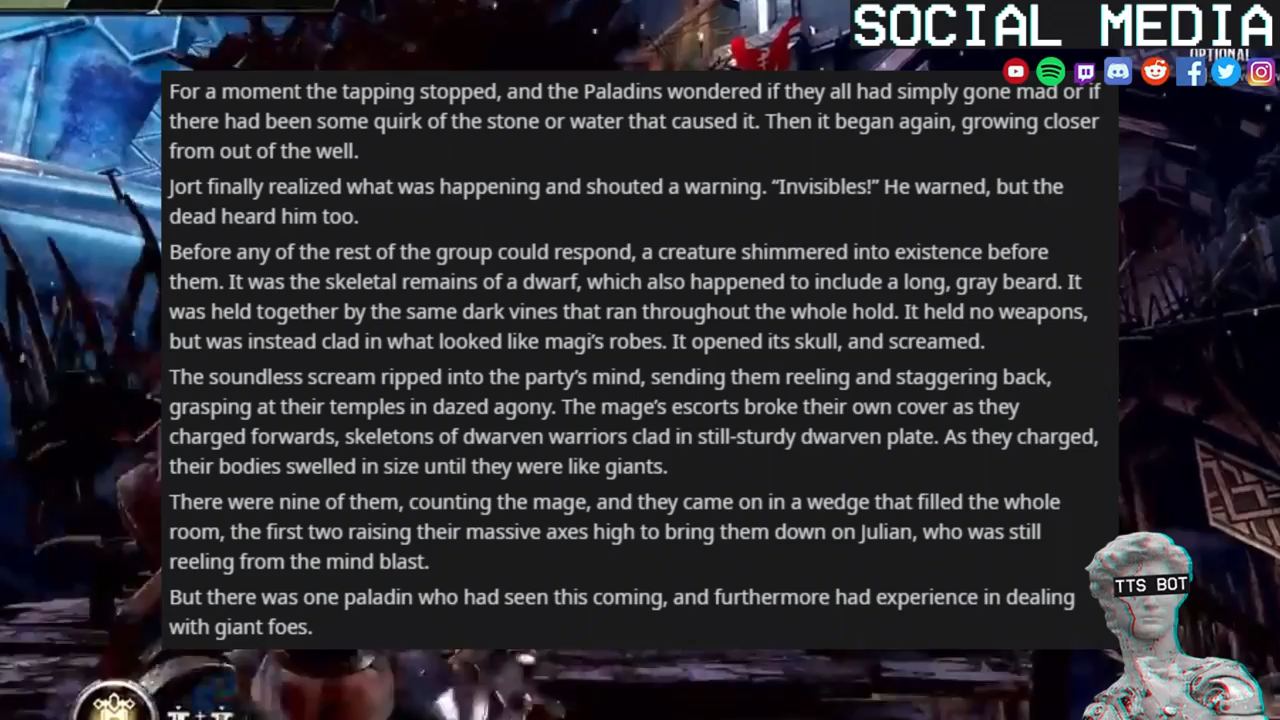 SOCIAL MEDIA
OPTIONAL
For a moment the tapping stopped, and the Paladins wondered if they all had simply gone mad or if
there had been some quirk of the stone or water that caused it. Then it began again, growing closer
from out of the well.
Jort finally realized what was happening and shouted a warning. “Invisibles!” He warned, but the
dead heard him too.
Before any of the rest of the group could respond, a creature shimmered into existence before
them. It was the skeletal remains of a dwarf, which also happened to include a long, gray beard. It
was held together by the same dark vines that ran throughout the whole hold. It held no weapons,
but was instead clad in what looked like magi’s robes. It opened its skull, and screamed.
The soundless scream ripped into the party’s mind, sending them reeling and staggering back,
grasping at their temples in dazed agony. The mage’s escorts broke their own cover as they
charged forwards, skeletons of dwarven warriors clad in still-sturdy dwarven plate. As they charged,
their bodies swelled in size until they were like giants.
There were nine of them, counting the mage, and they came on in a wedge that filled the whole
room, the first two raising their massive axes high to bring them down on Julian, who was still
reeling from the mind blast.
But there was one paladin who had seen this coming, and furthermore had experience in dealing
with giant foes.
TTS BOT